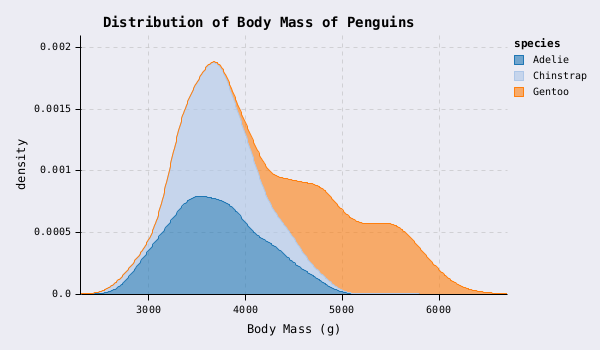 Distribution of Body Mass of Penguins
species
Adelie
Chinstrap
Gentoo
density
0.002
0.0015
0.001
0.0005
0.0
3000 4000 5000 6000
Body Mass (g)